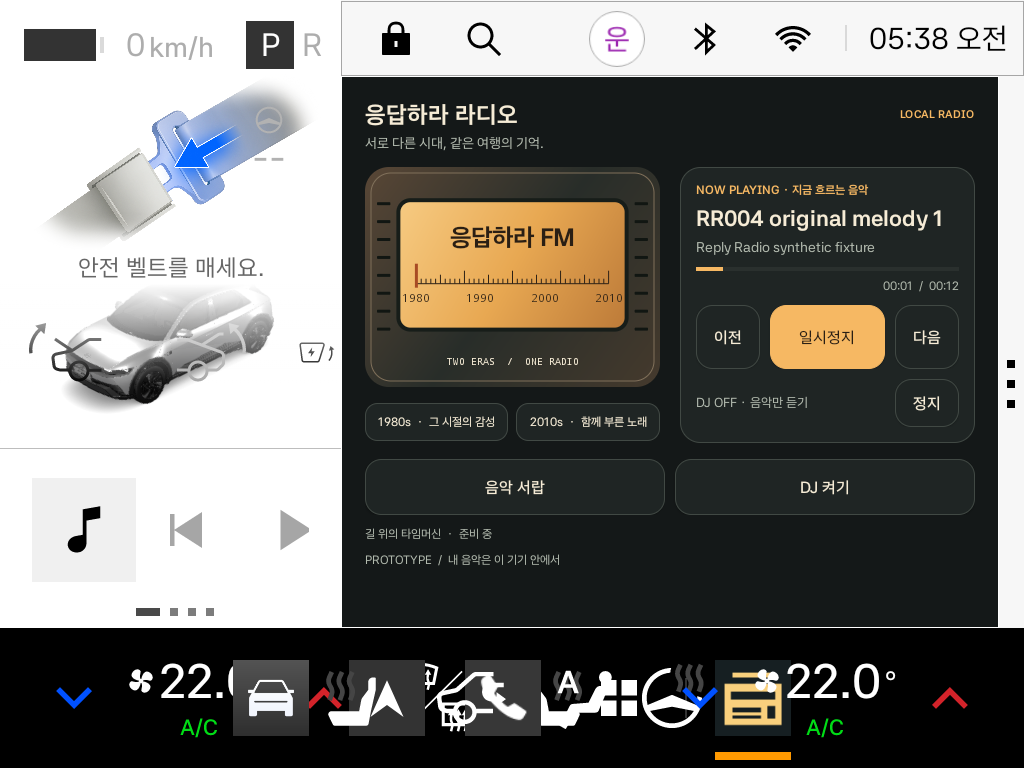 0 km/h
P R
운
05:38 오전
안전 벨트를 매세요.
응답하라 라디오
LOCAL RADIO
서로 다른 시대, 같은 여행의 기억.
응답하라 FM
1980 1990 2000 2010
TWO ERAS / ONE RADIO
NOW PLAYING · 지금 흐르는 음악
RR004 original melody 1
Reply Radio synthetic fixture
00:01 / 00:12
이전 일시정지 다음
DJ OFF · 음악만 듣기 정지
1980s · 그 시절의 감성 2010s · 함께 부른 노래
음악 서랍 DJ 켜기
길 위의 타임머신 · 준비 중
PROTOTYPE / 내 음악은 이 기기 안에서
22.0 A 22.0°
A/C A/C